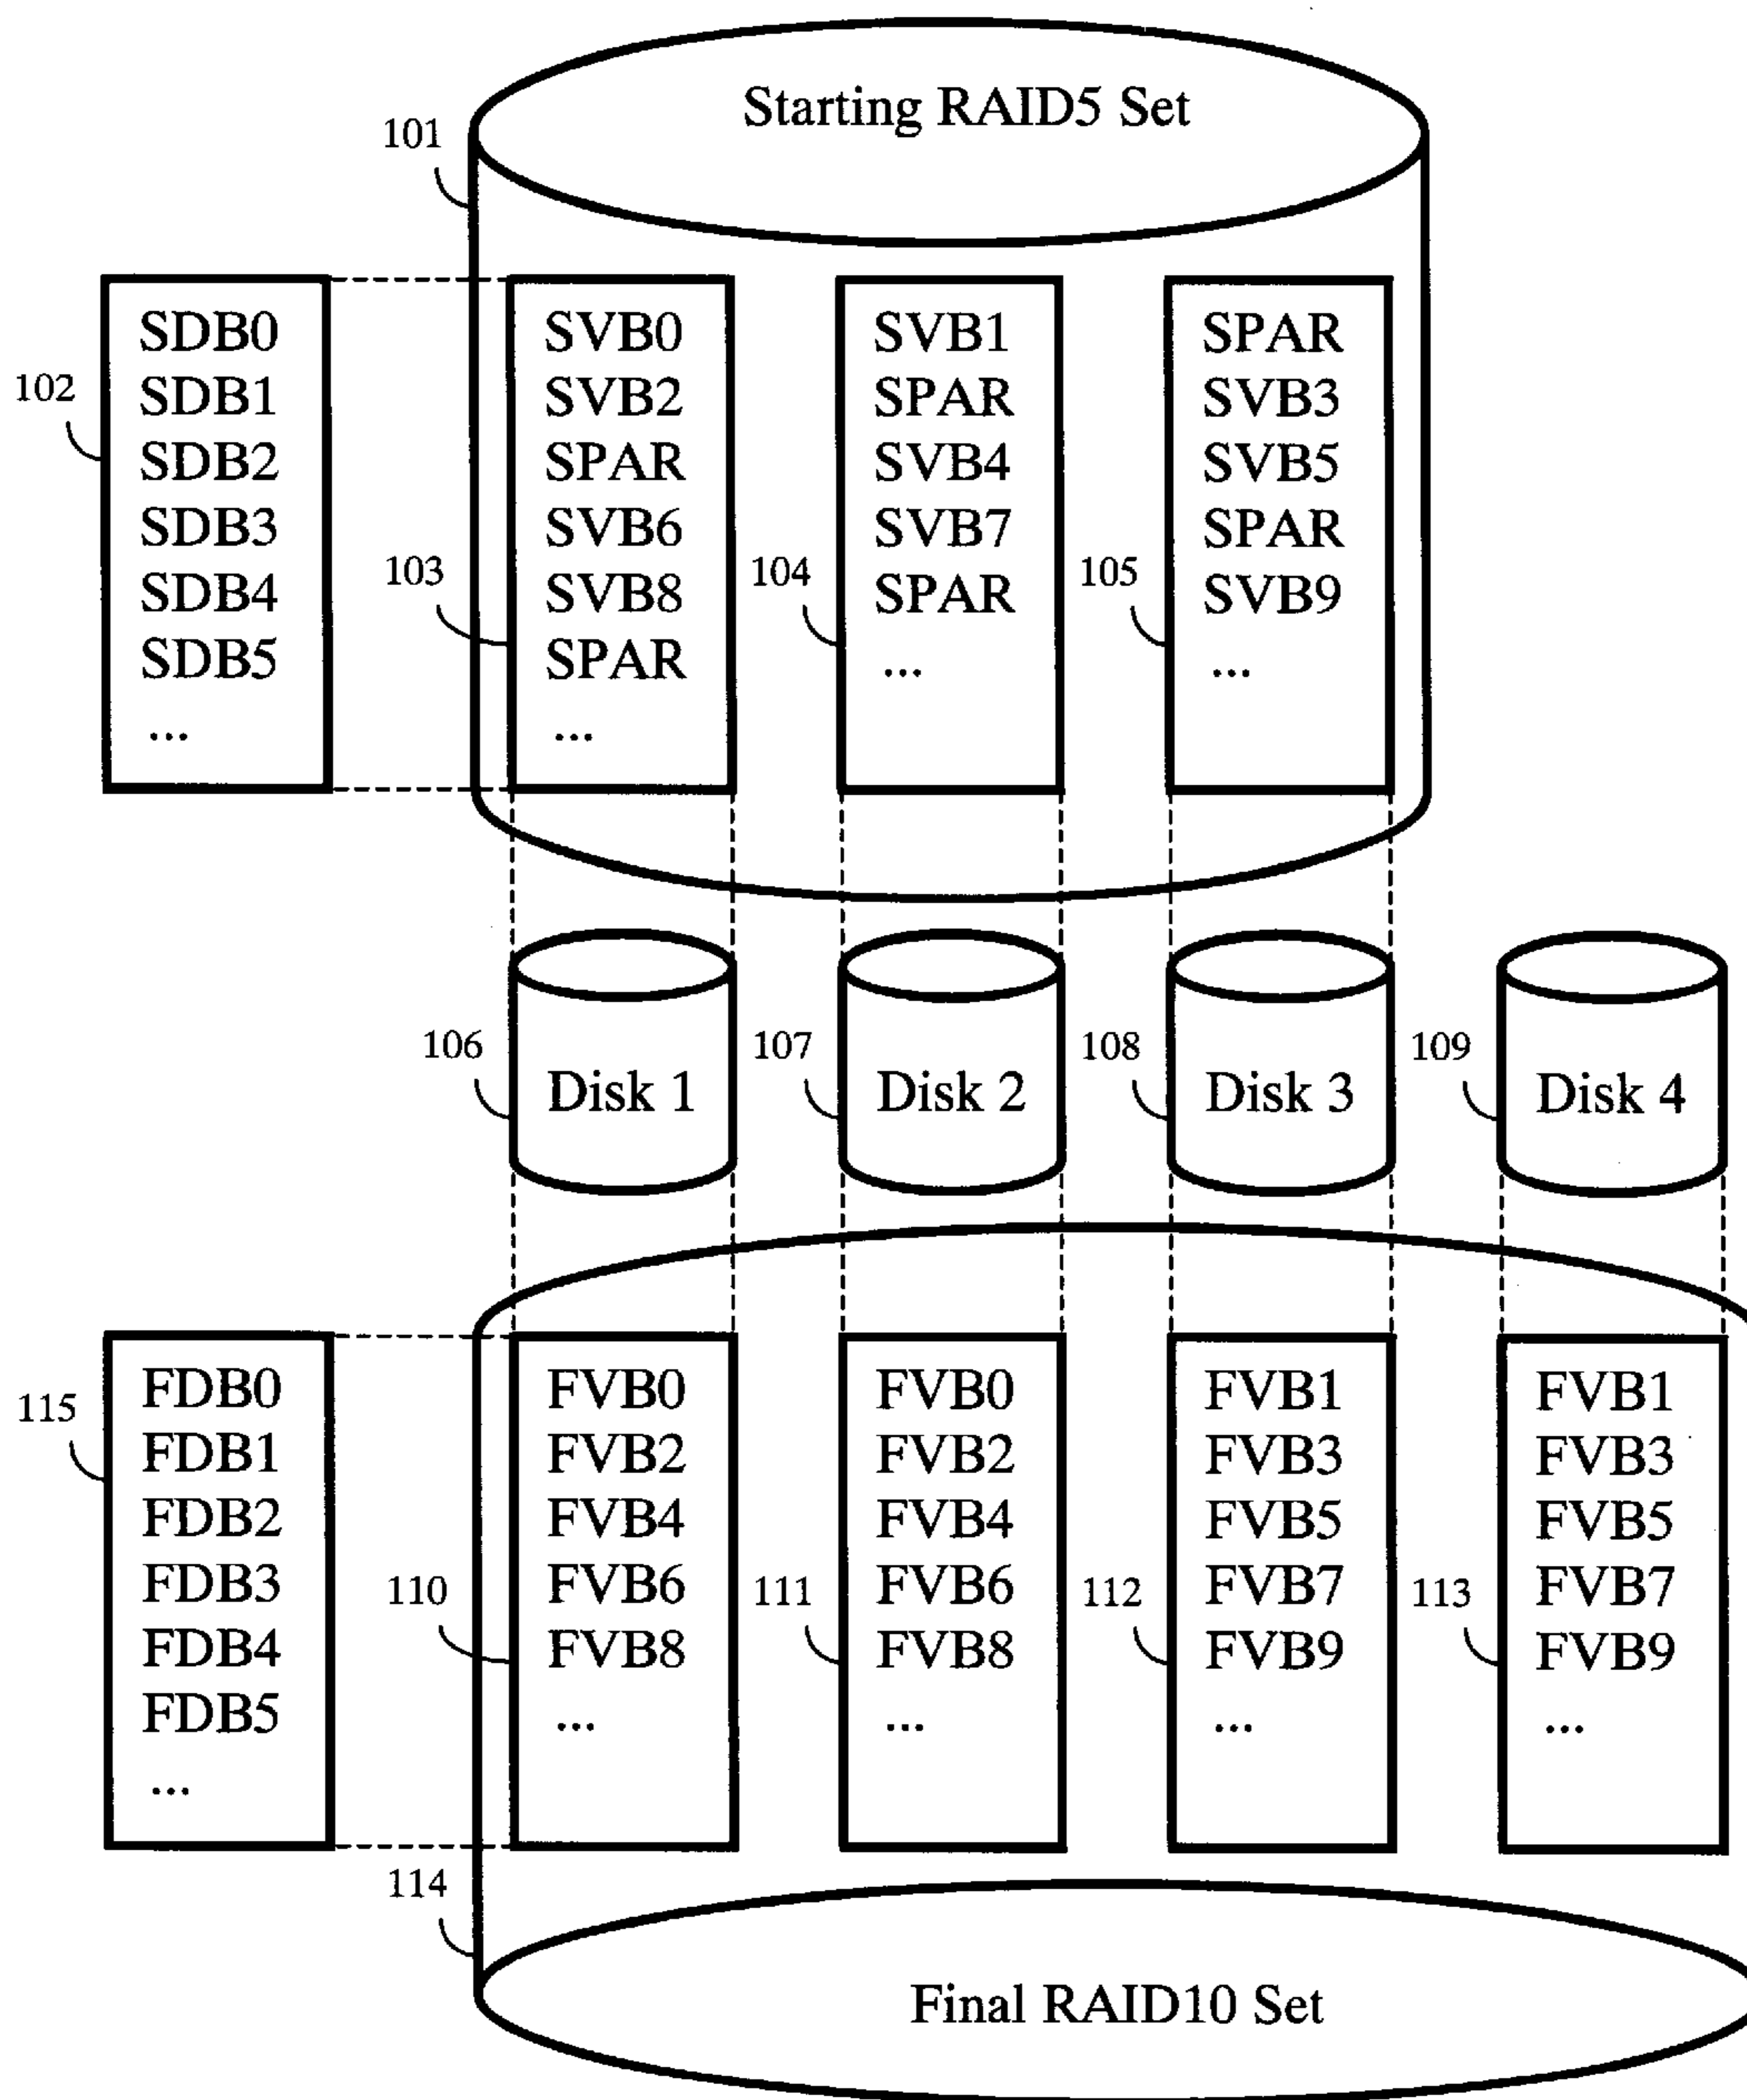 Starting RAID5 Set
101
102
SDB0
SDB1
SDB2
SDB3
SDB4
SDB5
...
103
SVB0
SVB2
SPAR
SVB6
SVB8
SPAR
...
104
SVB1
SPAR
SVB4
SVB7
SPAR
...
105
SPAR
SVB3
SVB5
SPAR
SVB9
...
106
Disk 1
107
Disk 2
108
Disk 3
109
Disk 4
115
FDB0
FDB1
FDB2
FDB3
FDB4
FDB5
...
110
FVB0
FVB2
FVB4
FVB6
FVB8
...
111
FVB0
FVB2
FVB4
FVB6
FVB8
...
112
FVB1
FVB3
FVB5
FVB7
FVB9
...
113
FVB1
FVB3
FVB5
FVB7
FVB9
...
114
Final RAID10 Set